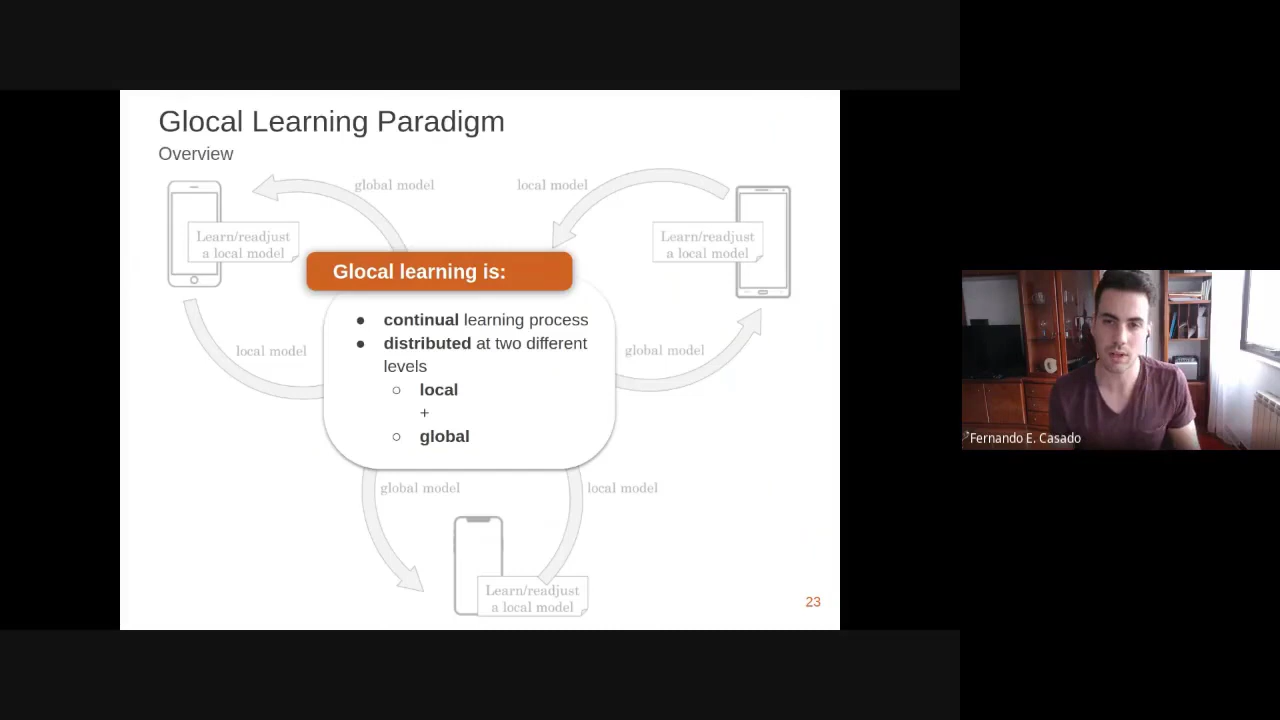 Glocal Learning Paradigm
Overview
global model
local model
Learn/readjust
a local model
Learn/readjust
a local model
Glocal learning is:
● continual learning process
● distributed at two different
levels
○ local
+
○ global
local model
global model
global model
local model
Learn/readjust
a local model
23
Fernando E. Casado